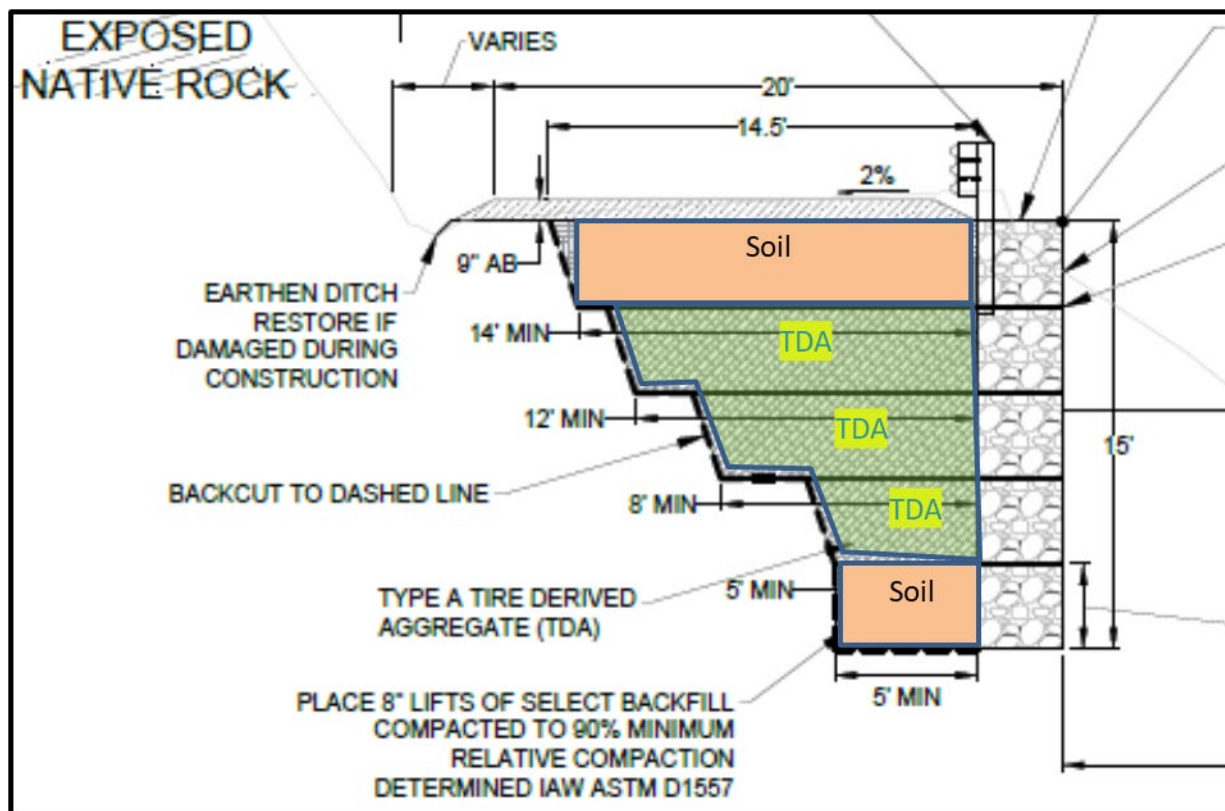 EXPOSED
NATIVE ROCK
VARIES
20'
14.5'
2%
Soil
9" AB
EARTHEN DITCH
RESTORE IF
DAMAGED DURING
CONSTRUCTION
14' MIN
TDA
12' MIN
TDA
15'
BACKCUT TO DASHED LINE
8' MIN
TDA
TYPE A TIRE DERIVED
AGGREGATE (TDA)
5' MIN
Soil
PLACE 8" LIFTS OF SELECT BACKFILL
COMPACTED TO 90% MINIMUM
RELATIVE COMPACTION
DETERMINED IAW ASTM D1557
5' MIN